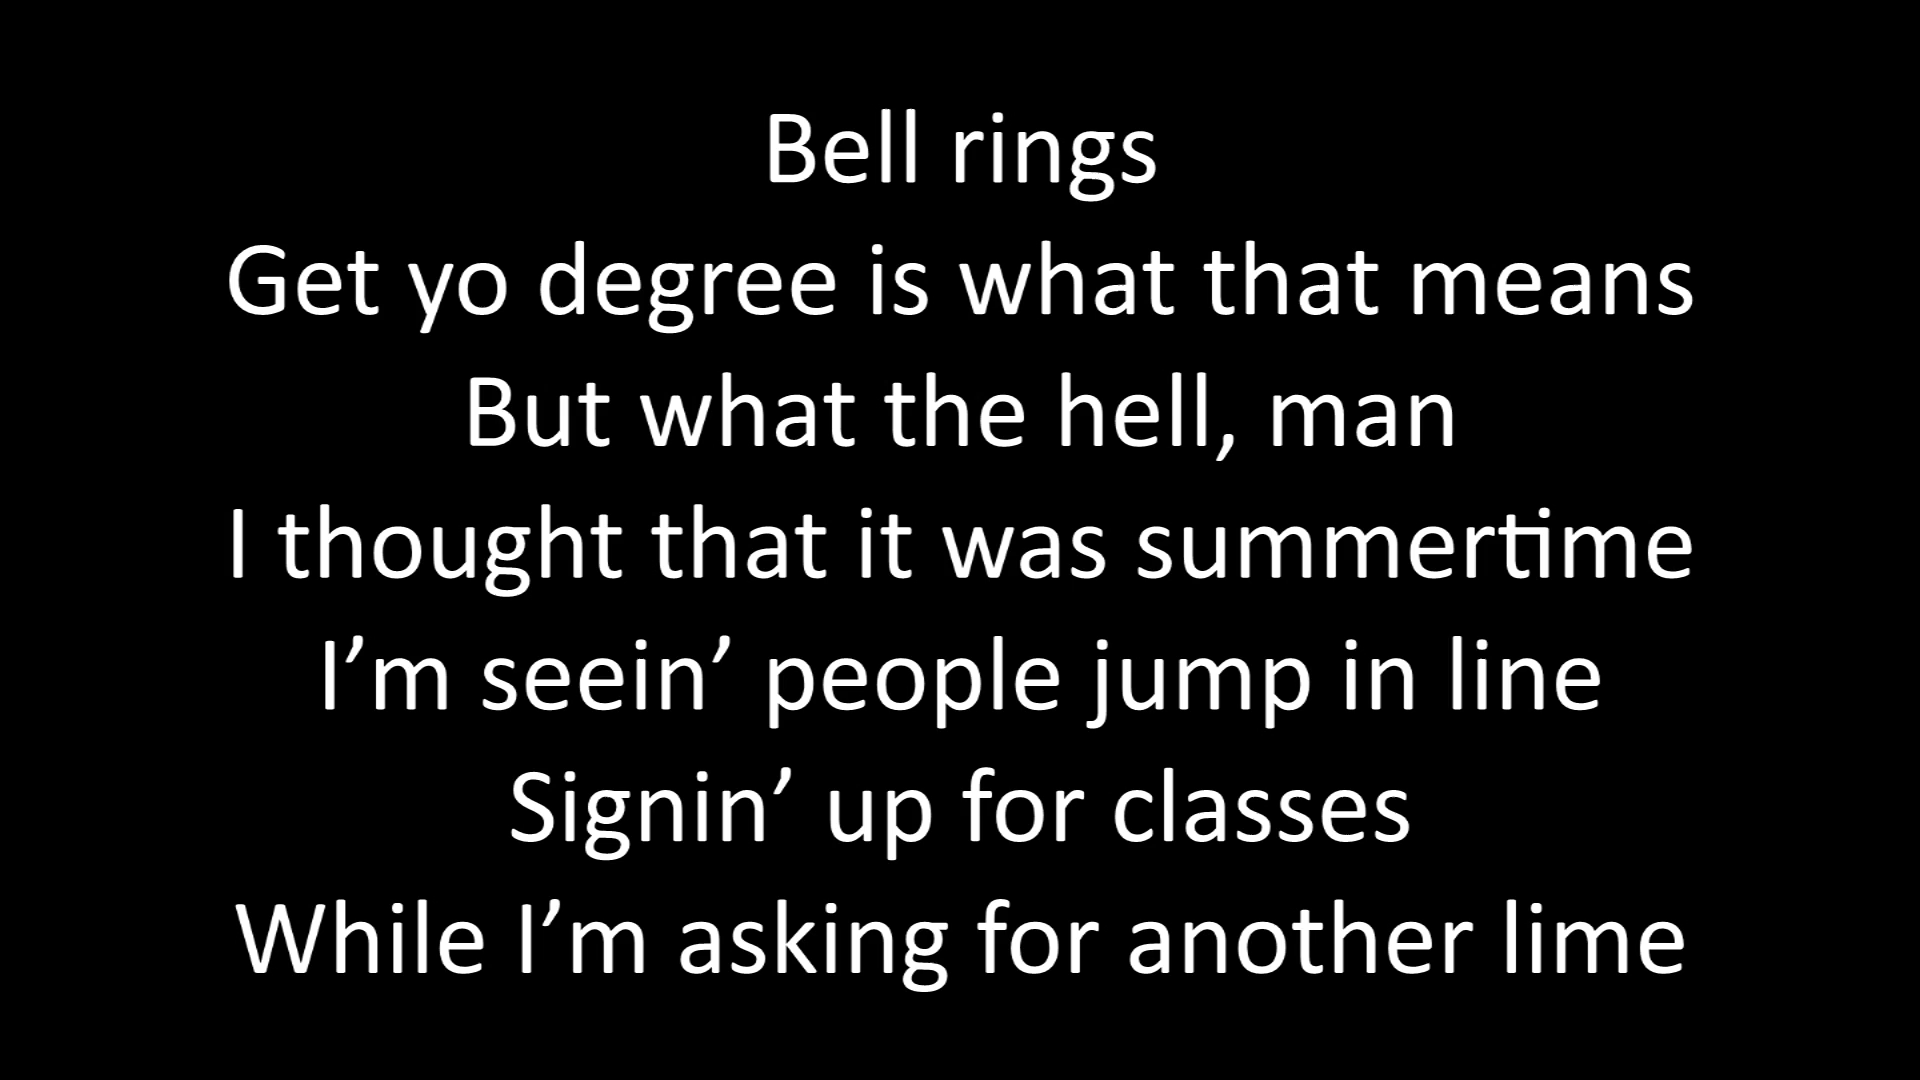 Bell rings
Get yo degree is what that means
But what the hell, man
I thought that it was summertime
I’m seein’ people jump in line
Signin’ up for classes
While I’m asking for another lime